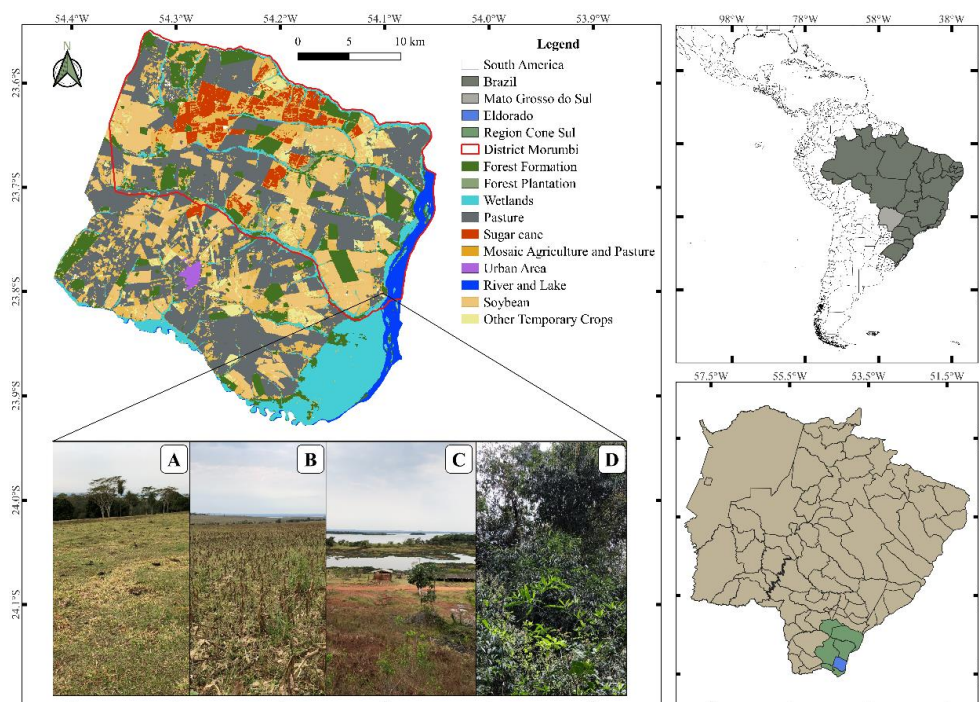 54.4°W 54.3°W 54.2°W 54.1°W 54.0°W 53.9°W
N
0 5 10 km
23.6°S
23.7°S
23.8°S
23.9°S
24.0°S
24.1°S
Legend
South America
Brazil
Mato Grosso do Sul
Eldorado
Region Cone Sul
District Morumbi
Forest Formation
Forest Plantation
Wetlands
Pasture
Sugar cane
Mosaic Agriculture and Pasture
Urban Area
River and Lake
Soybean
Other Temporary Crops
A
B
C
D
98°W 78°W 58°W 38°W
57.5°W 55.5°W 53.5°W 51.5°W